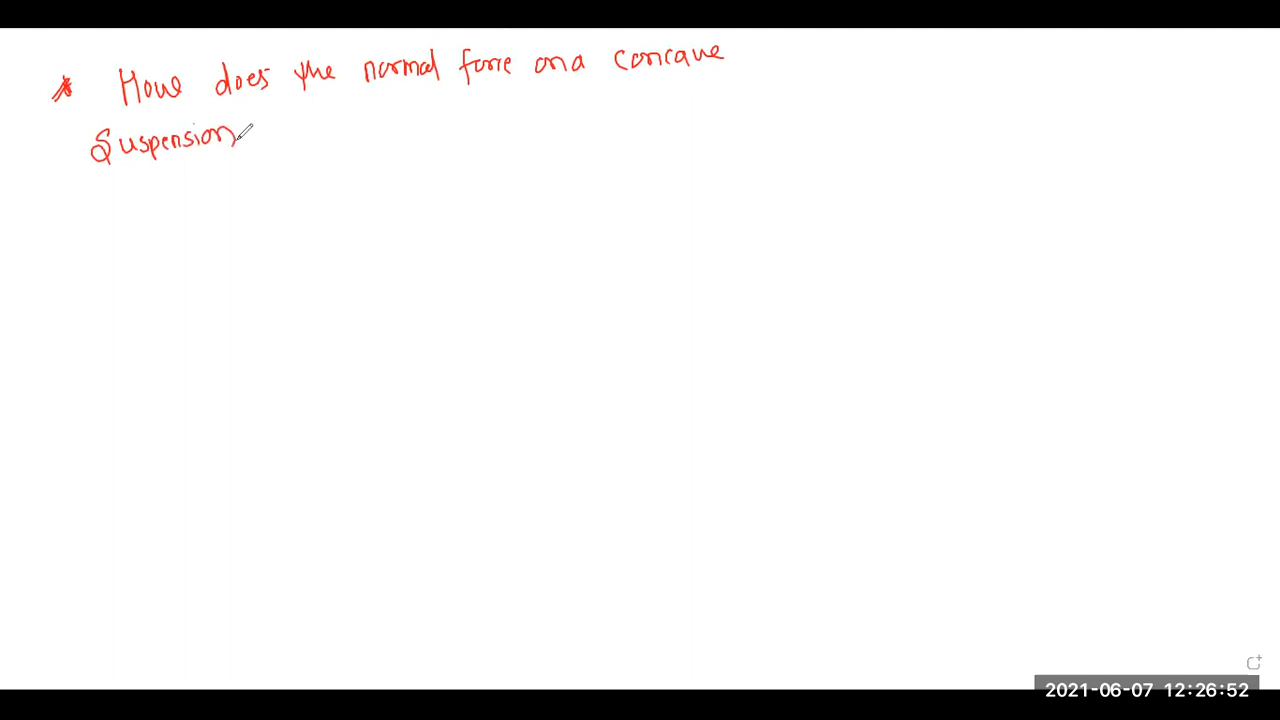 * How does the normal force on a concave
Suspension
2021-06-07 12:26:52